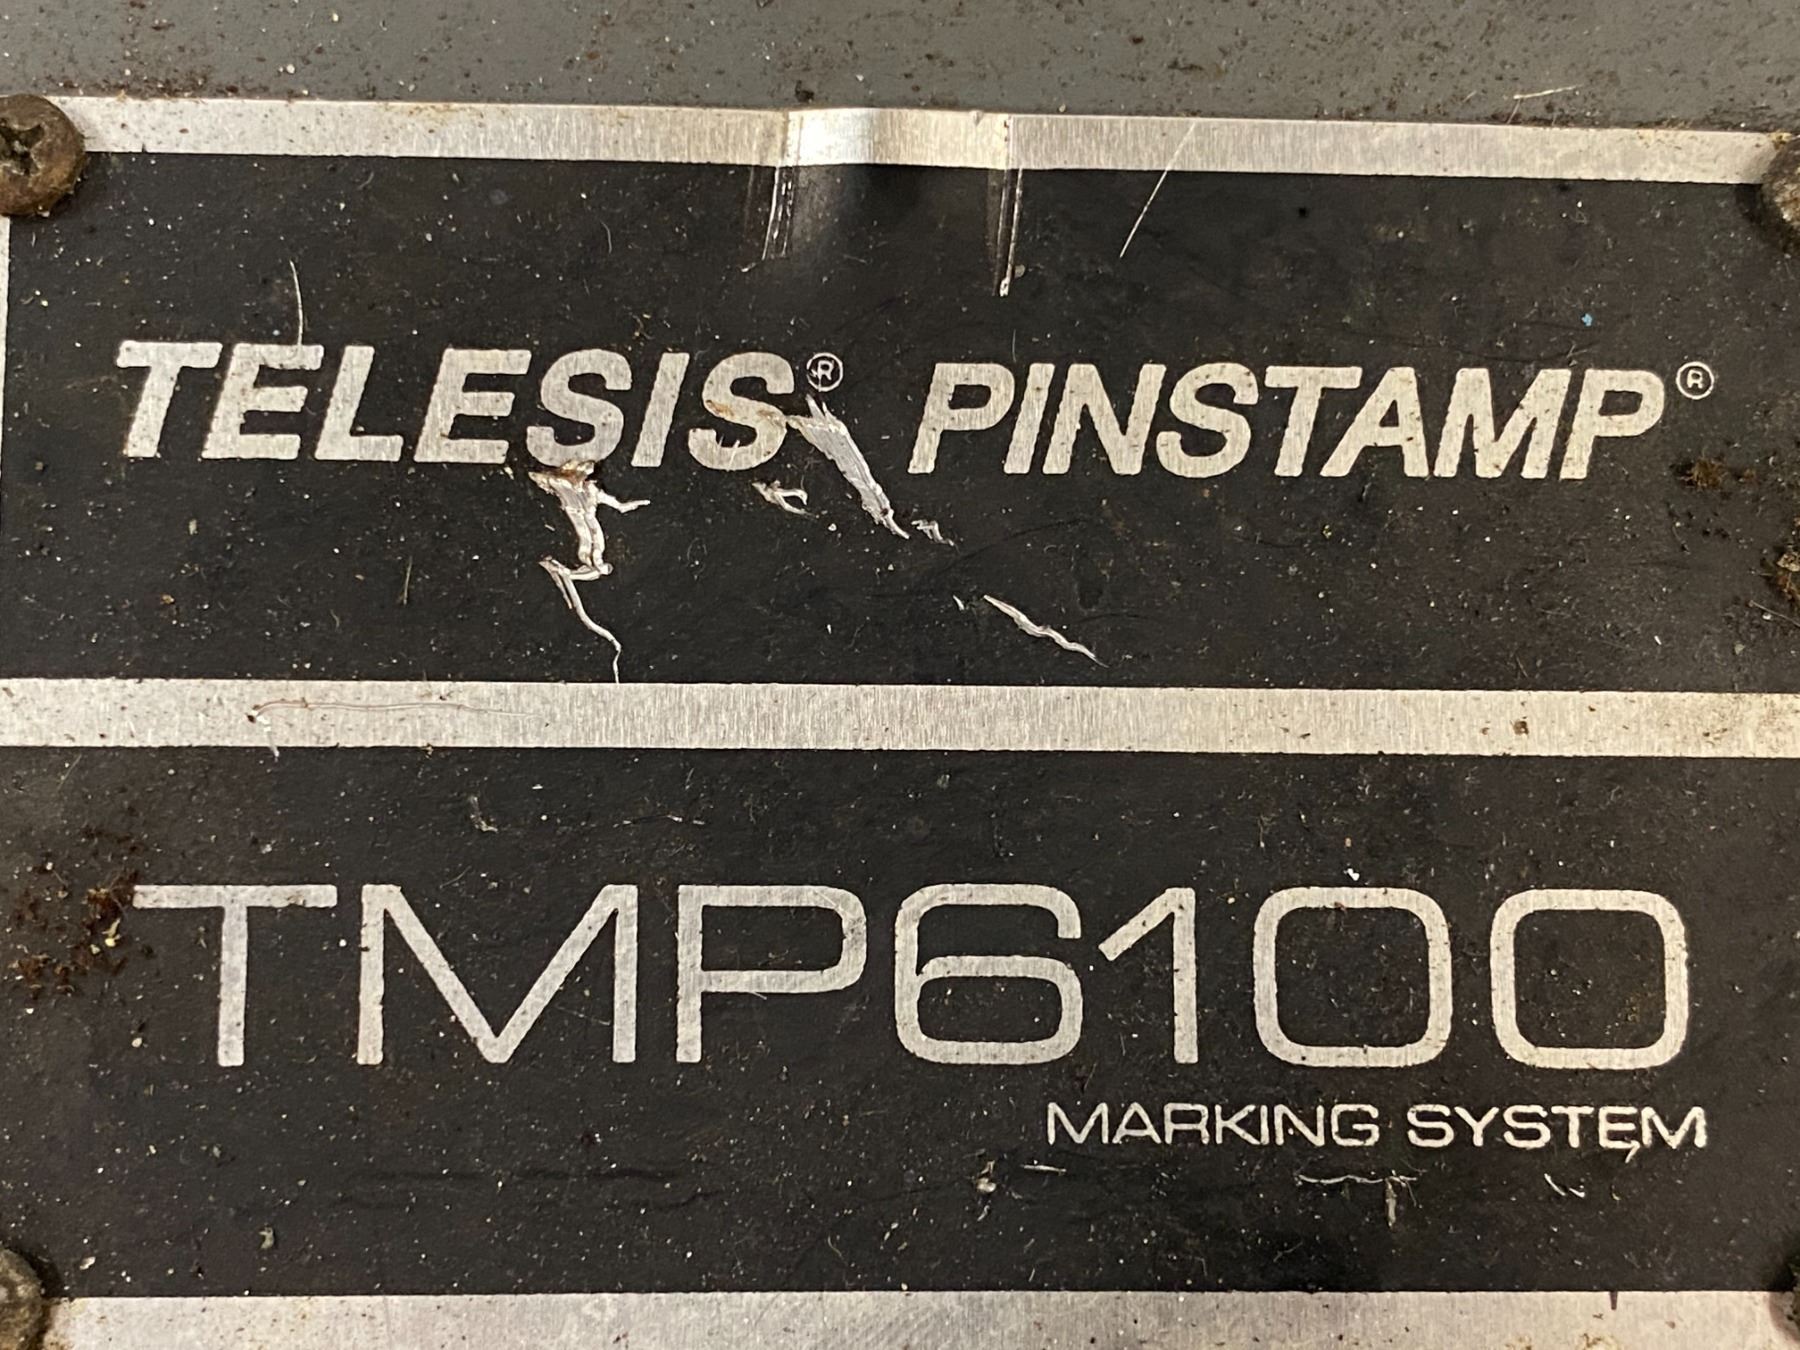 TELESIS® PINSTAMP®
TMP6100
MARKING SYSTEM